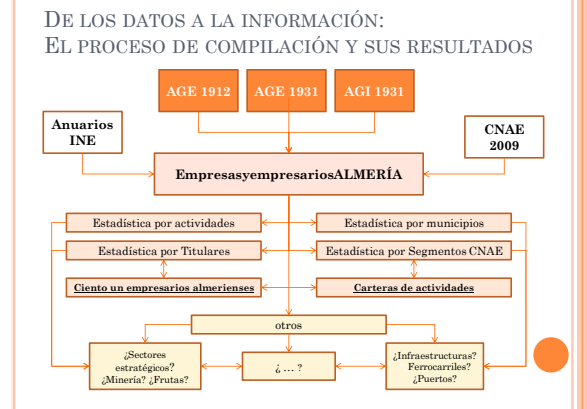 DE LOS DATOS A LA INFORMACIÓN:
EL PROCESO DE COMPILACIÓN Y SUS RESULTADOS
AGE 1912
AGE 1931
AGI 1931
Anuarios
INE
CNAE
2009
EmpresasyempresariosALMERÍA
Estadística por actividades
Estadística por municipios
Estadística por Titulares
Estadística por Segmentos CNAE
Ciento un empresarios almerienses
Carteras de actividades
otros
¿Sectores
estratégicos?
¿Minería? ¿Frutas?
¿ … ?
¿Infraestructuras?
Ferrocarriles?
¿Puertos?